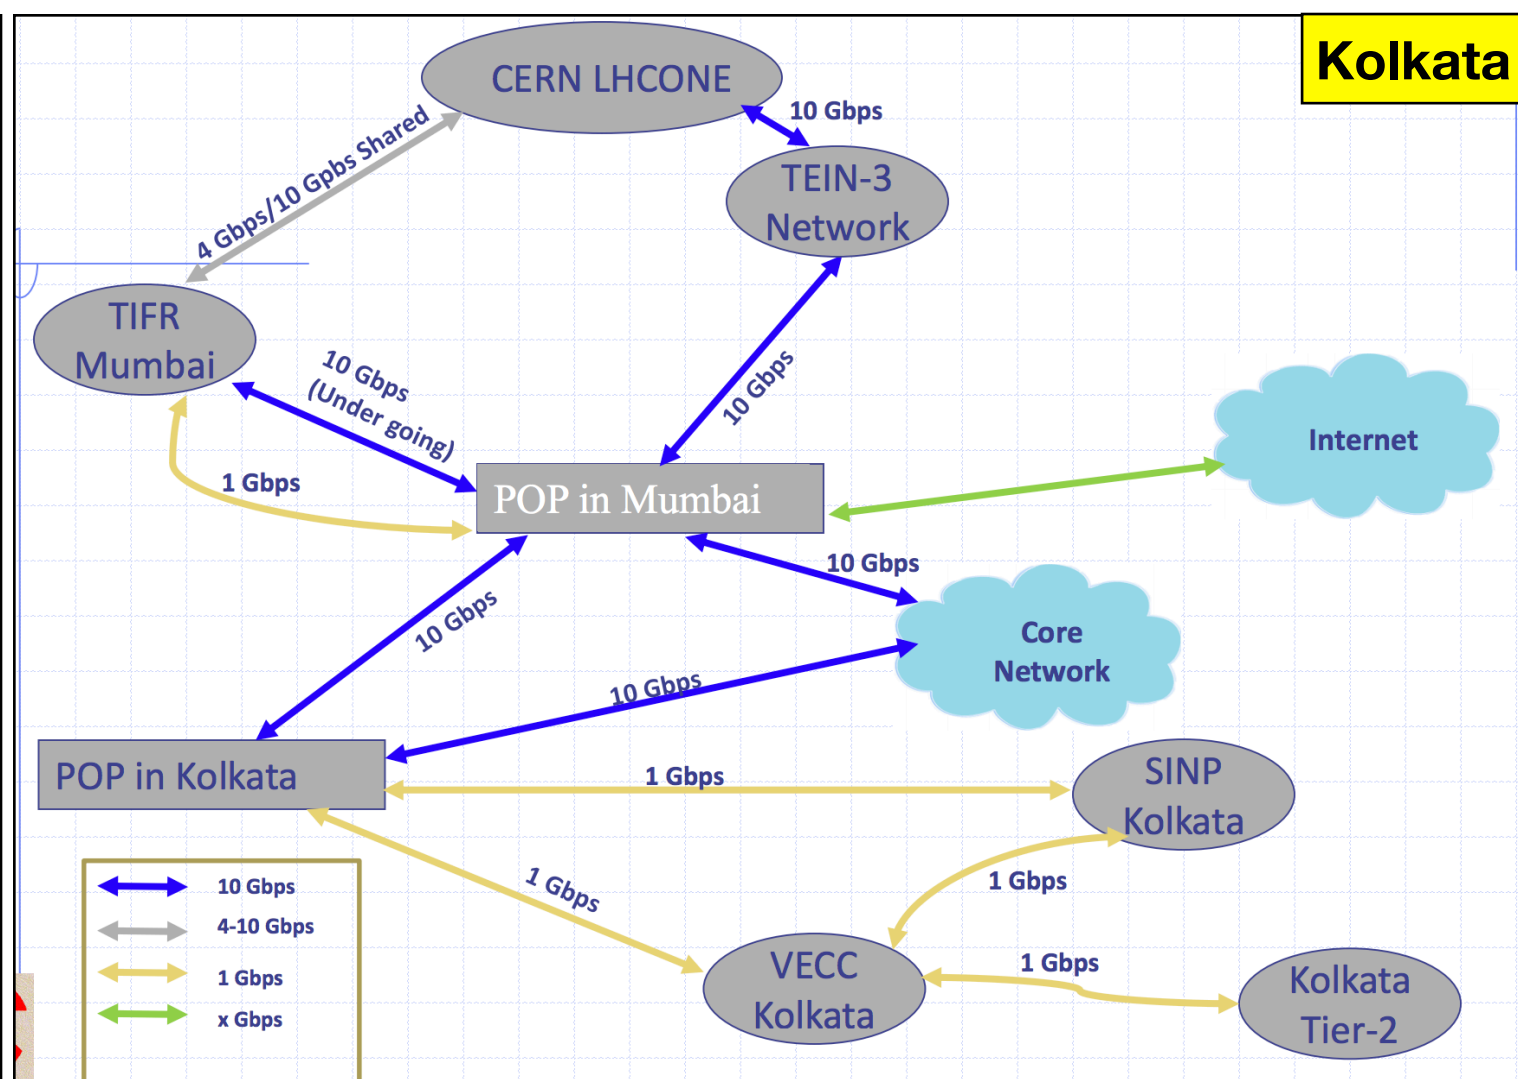 Kolkata
CERN LHCONE
10 Gbps
4 Gbps/10 Gpbs Shared
TEIN-3
Network
TIFR
Mumbai
10 Gbps
(Under going)
10 Gbps
Internet
1 Gbps
POP in Mumbai
10 Gbps
10 Gbps
Core
Network
10 Gbps
POP in Kolkata
1 Gbps
SINP
Kolkata
1 Gbps
1 Gbps
10 Gbps
4-10 Gbps
1 Gbps
x Gbps
VECC
Kolkata
1 Gbps
Kolkata
Tier-2